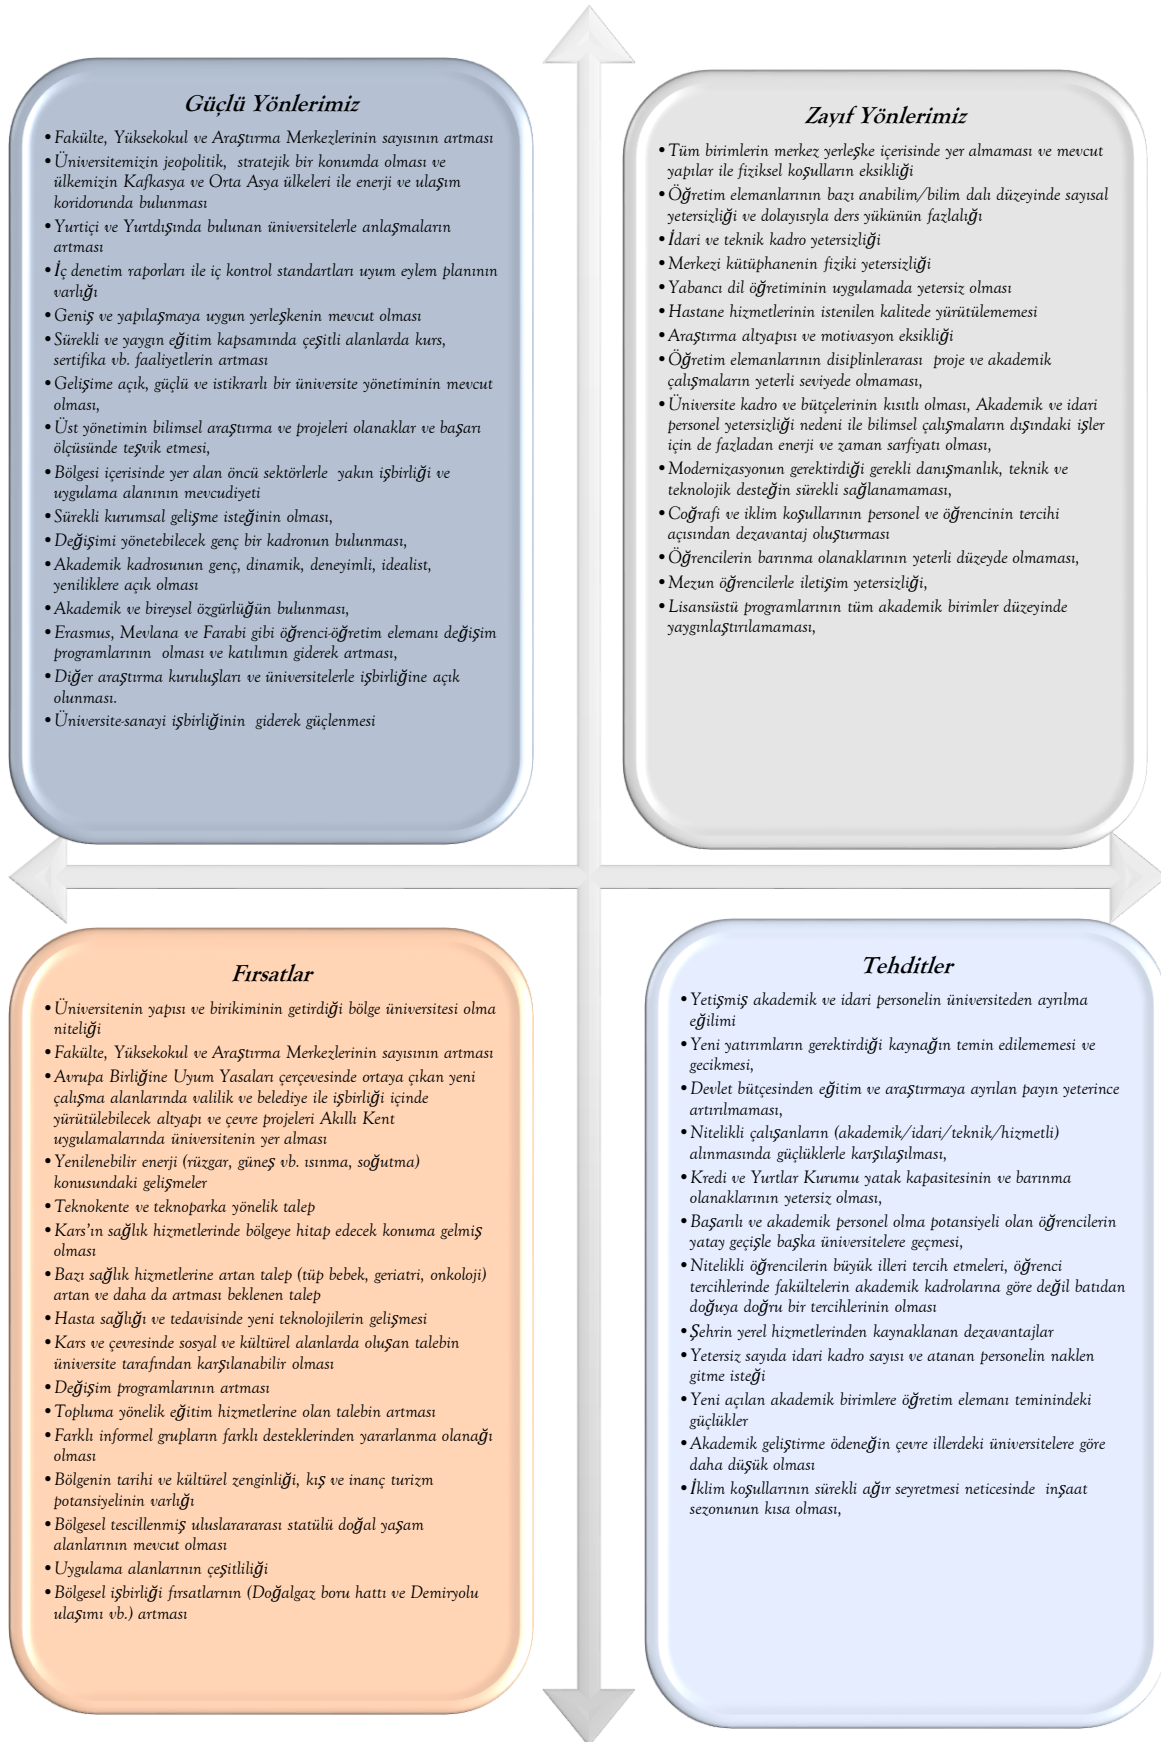 Güçlü Yönlerimiz
•Fakülte, Yüksekokul ve Araştırma Merkezlerinin sayısının artması
•Üniversitemizin jeopolitik, stratejik bir konumda olması ve
ülkemizin Kafkasya ve Orta Asya ülkeleri ile enerji ve ulaşım
koridorunda bulunması
•Yurtiçi ve Yurtdışında bulunan üniversitelerle anlaşmaların
artması
•İç denetim raporları ile iç kontrol standartları uyum eylem planının
varlığı
•Geniş ve yapılaşmaya uygun yerleşkenin mevcut olması
•Sürekli ve yaygın eğitim kapsamında çeşitli alanlarda kurs,
sertifika vb. faaliyetlerin artması
•Gelişime açık, güçlü ve istikrarlı bir üniversite yönetiminin mevcut
olması,
•Üst yönetimin bilimsel araştırma ve projeleri olanaklar ve başarı
ölçüsünde teşvik etmesi,
•Bölgesi içerisinde yer alan öncü sektörlerle yakın işbirliği ve
uygulama alanının mevcudiyeti
•Sürekli kurumsal gelişme isteğinin olması,
•Değişimi yönetebilecek genç bir kadronun bulunması,
•Akademik kadrosunun genç, dinamik, deneyimli, idealist,
yeniliklere açık olması
•Akademik ve bireysel özgürlüğün bulunması,
•Erasmus, Mevlana ve Farabi gibi öğrenci-öğretim elemanı değişim
programlarının olması ve katılımın giderek artması,
•Diğer araştırma kuruluşları ve üniversitelerle işbirliğine açık
olunması.
•Üniversite-sanayi işbirliğinin giderek güçlenmesi
Zayıf Yönlerimiz
•Tüm birimlerin merkez yerleşke içerisinde yer almaması ve mevcut
yapılar ile fiziksel koşulların eksikliği
•Öğretim elemanlarının bazı anabilim/bilim dalı düzeyinde sayısal
yetersizliği ve dolayısıyla ders yükünün fazlalığı
•İdari ve teknik kadro yetersizliği
•Merkezi kütüphanenin fiziki yetersizliği
•Yabancı dil öğretiminin uygulamada yetersiz olması
•Hastane hizmetlerinin istenilen kalitede yürütülememesi
•Araştırma altyapısı ve motivasyon eksikliği
•Öğretim elemanlarının disiplinlerarası proje ve akademik
çalışmaların yeterli seviyede olmaması,
•Üniversite kadro ve bütçelerinin kısıtlı olması, Akademik ve idari
personel yetersizliği nedeni ile bilimsel çalışmaların dışındaki işler
için de fazladan enerji ve zaman sarfiyatı olması,
•Modernizasyonun gerektirdiği gerekli danışmanlık, teknik ve
teknolojik desteğin sürekli sağlanamaması,
•Coğrafi ve iklim koşullarının personel ve öğrencinin tercihi
açısından dezavantaj oluşturması
•Öğrencilerin barınma olanaklarının yeterli düzeyde olmaması,
•Mezun öğrencilerle iletişim yetersizliği,
•Lisansüstü programlarının tüm akademik birimler düzeyinde
yaygınlaştırılamaması,
Fırsatlar
•Üniversitenin yapısı ve birikiminin getirdiği bölge üniversitesi olma
niteliği
•Fakülte, Yüksekokul ve Araştırma Merkezlerinin sayısının artması
•Avrupa Birliğine Uyum Yasaları çerçevesinde ortaya çıkan yeni
çalışma alanlarında valilik ve belediye ile işbirliği içinde
yürütülebilecek altyapı ve çevre projeleri Akıllı Kent
uygulamalarında üniversitenin yer alması
•Yenilenebilir enerji (rüzgar, güneş vb. ısınma, soğutma)
konusundaki gelişmeler
•Teknokente ve teknoparka yönelik talep
•Kars'ın sağlık hizmetlerinde bölgeye hitap edecek konuma gelmiş
olması
•Bazı sağlık hizmetlerine artan talep (tüp bebek, geriatri, onkoloji)
artan ve daha da artması beklenen talep
•Hasta sağlığı ve tedavisinde yeni teknolojilerin gelişmesi
•Kars ve çevresinde sosyal ve kültürel alanlarda oluşan talebin
üniversite tarafından karşılanabilir olması
•Değişim programlarının artması
•Topluma yönelik eğitim hizmetlerine olan talebin artması
•Farklı informel grupların farklı desteklerinden yararlanma olanağı
olması
•Bölgenin tarihi ve kültürel zenginliği, kış ve inanç turizm
potansiyelinin varlığı
•Bölgesel tescillenmiş uluslarararası statülü doğal yaşam
alanlarının mevcut olması
•Uygulama alanlarının çeşitliliği
•Bölgesel işbirliği fırsatlarnın (Doğalgaz boru hattı ve Demiryolu
ulaşımı vb.) artması
Tehditler
•Yetişmiş akademik ve idari personelin üniversiteden ayrılma
eğilimi
•Yeni yatırımların gerektirdiği kaynağın temin edilememesi ve
gecikmesi,
•Devlet bütçesinden eğitim ve araştırmaya ayrılan payın yeterince
artırılmaması,
•Nitelikli çalışanların (akademik/idari/teknik/hizmetli)
alınmasında güçlüklerle karşılaşılması,
•Kredi ve Yurtlar Kurumu yatak kapasitesinin ve barınma
olanaklarının yetersiz olması,
•Başarılı ve akademik personel olma potansiyeli olan öğrencilerin
yatay geçişle başka üniversitelere geçmesi,
•Nitelikli öğrencilerin büyük illeri tercih etmeleri, öğrenci
tercihlerinde fakültelerin akademik kadrolarına göre değil batıdan
doğuya doğru bir tercihlerinin olması
•Şehrin yerel hizmetlerinden kaynaklanan dezavantajlar
•Yetersiz sayıda idari kadro sayısı ve atanan personelin naklen
gitme isteği
•Yeni açılan akademik birimlere öğretim elemanı teminindeki
güçlükler
•Akademik geliştirme ödeneğin çevre illerdeki üniversitelere göre
daha düşük olması
•İklim koşullarının sürekli ağır seyretmesi neticesinde inşaat
sezonunun kısa olması,